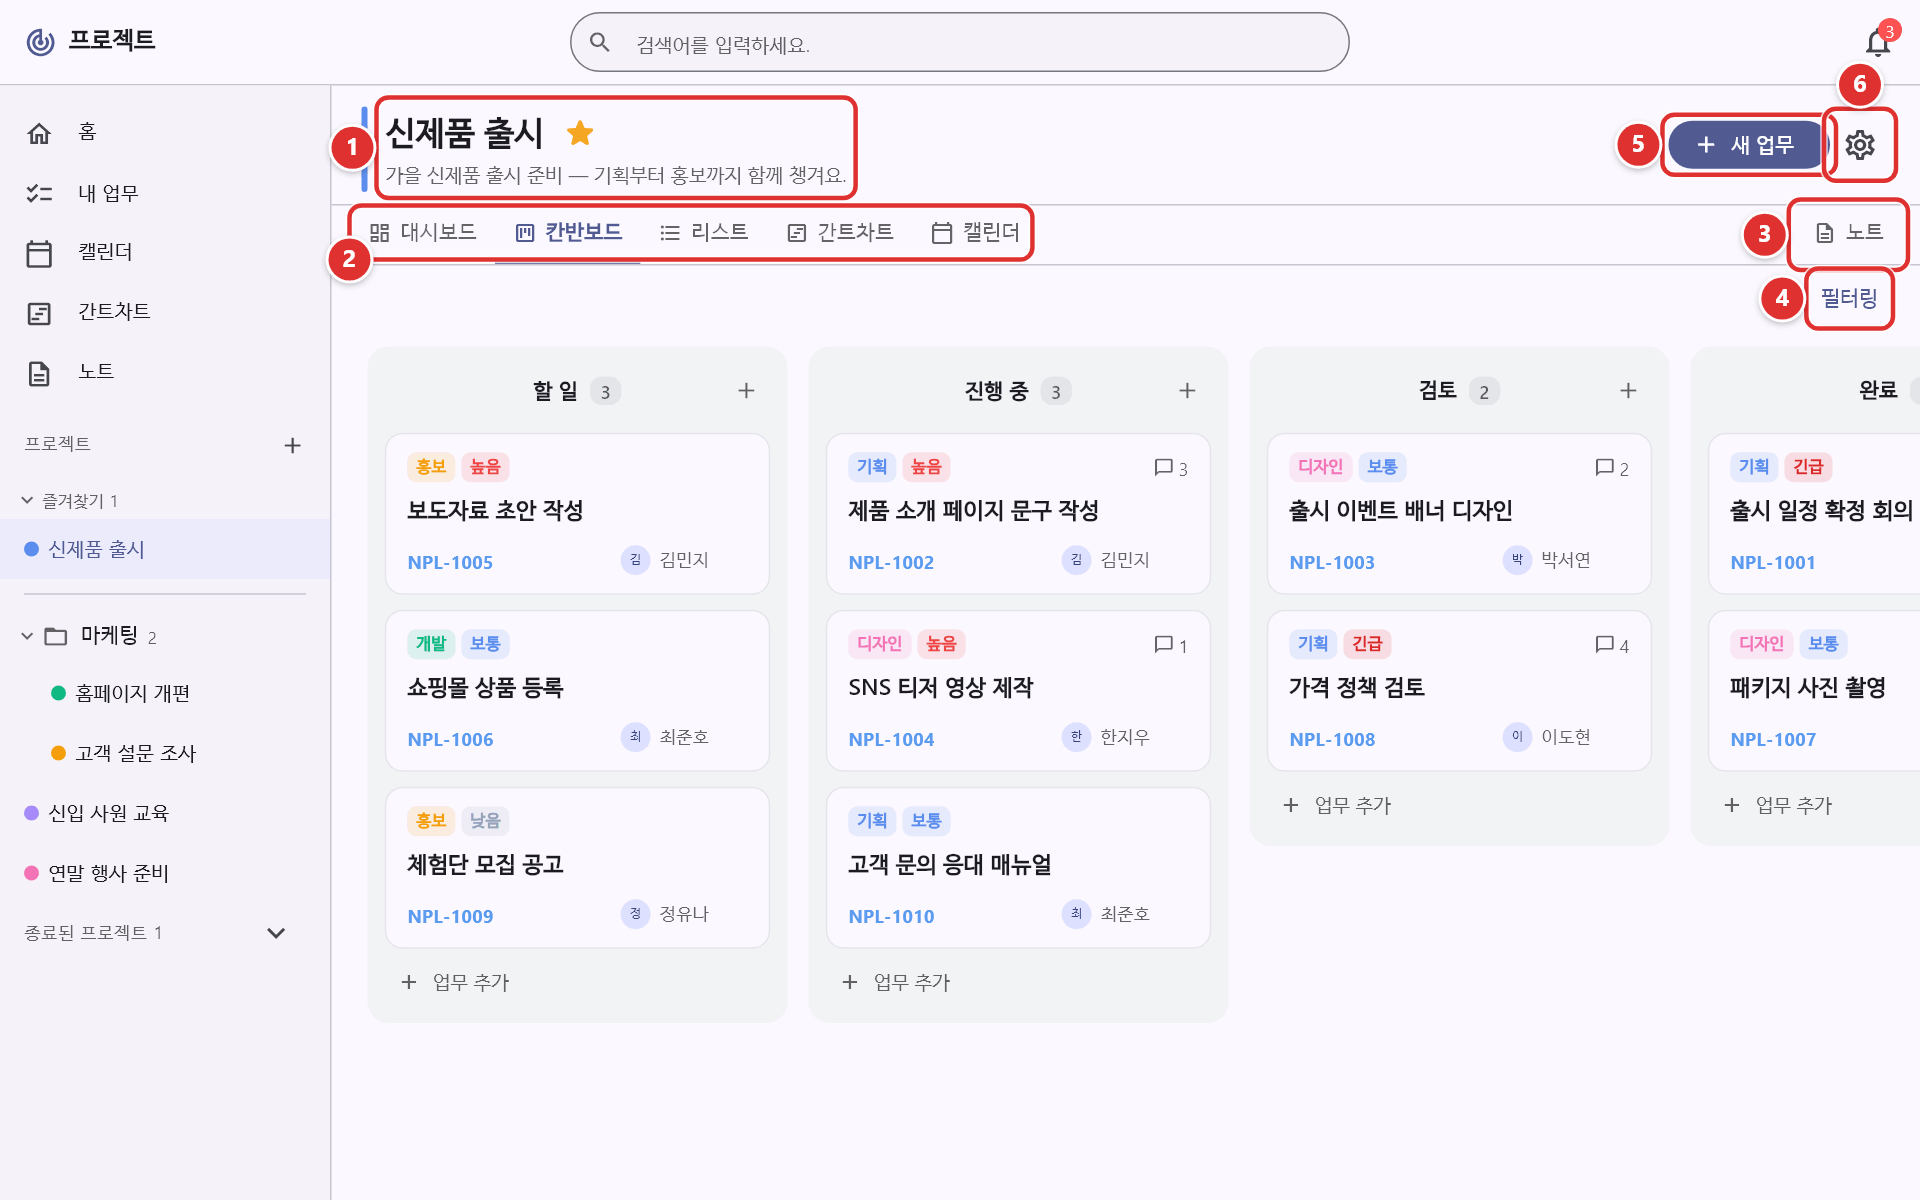 프로젝트
검색어를 입력하세요.
3
6
홈
내 업무
캘린더
간트차트
노트
프로젝트
즐겨찾기 1
신제품 출시
마케팅 2
홈페이지 개편
고객 설문 조사
신입 사원 교육
연말 행사 준비
종료된 프로젝트 1
1
신제품 출시
가을 신제품 출시 준비 — 기획부터 홍보까지 함께 챙겨요.
5
새 업무
2
대시보드
칸반보드
리스트
간트차트
캘린더
3
노트
4
필터링
할 일 3
홍보 높음
보도자료 초안 작성
NPL-1005
김 김민지
개발 보통
쇼핑몰 상품 등록
NPL-1006
최 최준호
홍보 낮음
체험단 모집 공고
NPL-1009
정 정유나
업무 추가
진행 중 3
기획 높음 3
제품 소개 페이지 문구 작성
NPL-1002
김 김민지
디자인 높음 1
SNS 티저 영상 제작
NPL-1004
한 한지우
기획 보통
고객 문의 응대 매뉴얼
NPL-1010
최 최준호
업무 추가
검토 2
디자인 보통 2
출시 이벤트 배너 디자인
NPL-1003
박 박서연
기획 긴급 4
가격 정책 검토
NPL-1008
이 이도현
업무 추가
완료
기획 긴급
출시 일정 확정 회의
NPL-1001
디자인 보통
패키지 사진 촬영
NPL-1007
업무 추가